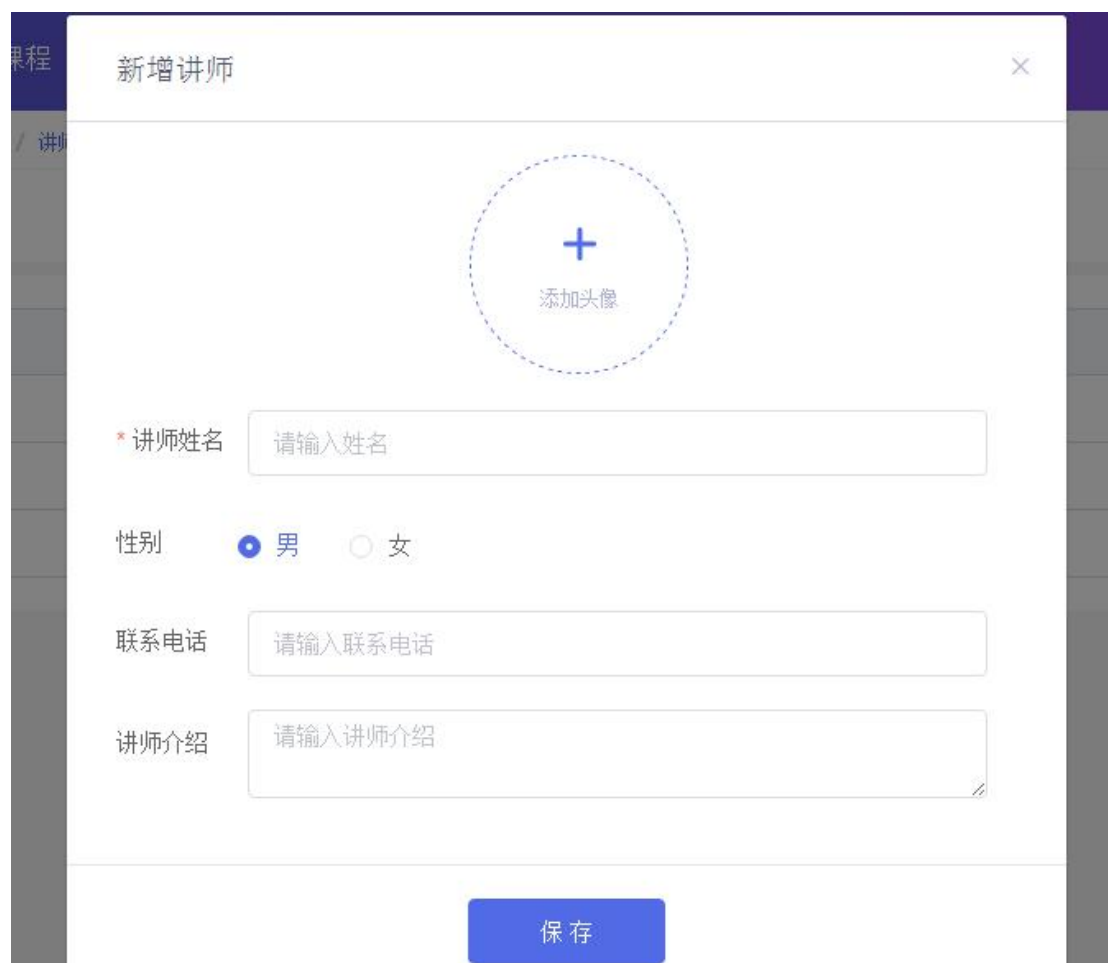 课程
新增讲师
/ 讲师
添加头像
* 讲师姓名 请输入姓名
性别 男 女
联系电话 请输入联系电话
讲师介绍 请输入讲师介绍
保存